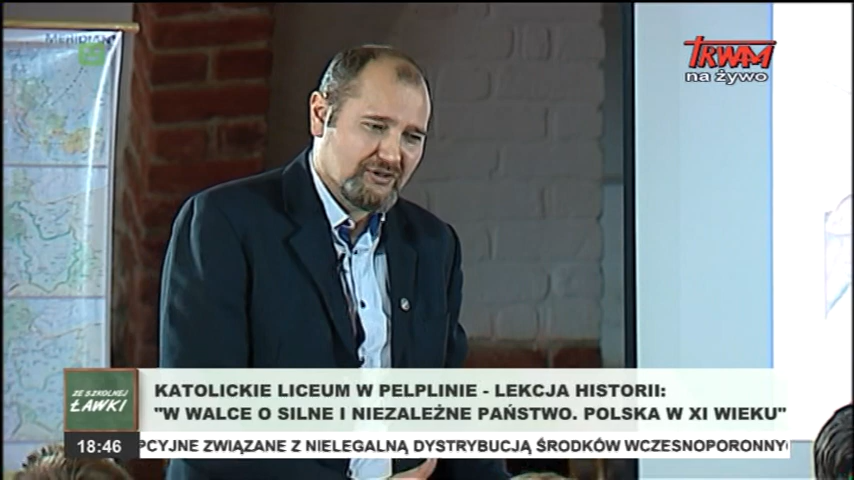 TRWAM
na żywo
ZE SZKOLNEJ
ŁAWKI
KATOLICKIE LICEUM W PELPLINIE - LEKCJA HISTORII:
"W WALCE O SILNE I NIEZALEŻNE PAŃSTWO. POLSKA W XI WIEKU"
18:46
PCYJNE ZWIĄZANE Z NIELEGALNĄ DYSTRYBUCJĄ ŚRODKÓW WCZESNOPORONNY